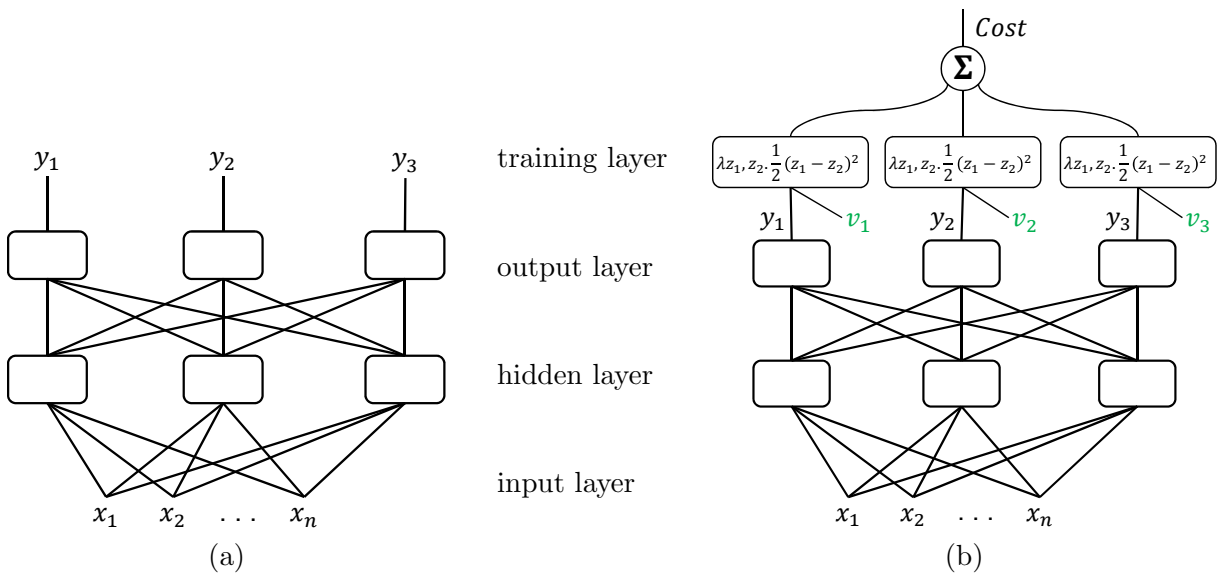 Cost
Σ
y₁ y₂ y₃
training layer
λz₁, z₂. 1/2 (z₁ − z₂)² λz₁, z₂. 1/2 (z₁ − z₂)² λz₁, z₂. 1/2 (z₁ − z₂)²
y₁ v₁ y₂ v₂ y₃ v₃
output layer
hidden layer
input layer
x₁ x₂ . . . xₙ
x₁ x₂ . . . xₙ
(a)
(b)